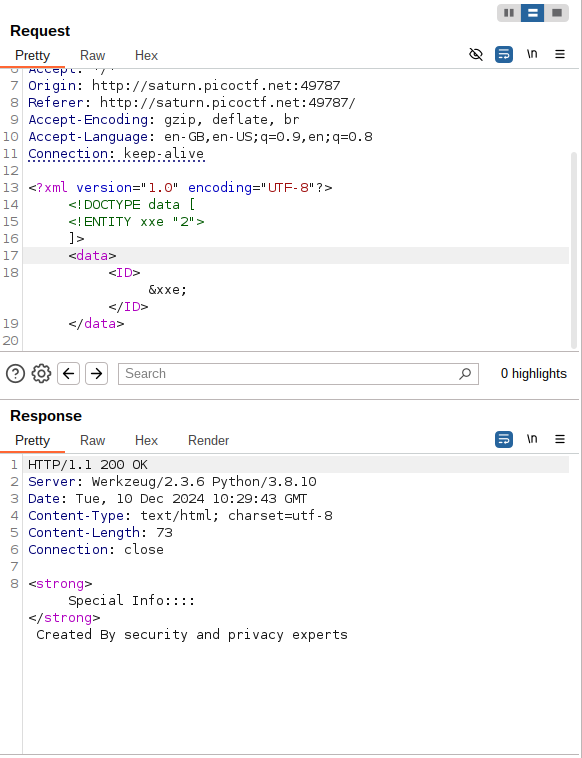 Request
Pretty Raw Hex \n
6 Accept: */*
7 Origin: http://saturn.picoctf.net:49787
8 Referer: http://saturn.picoctf.net:49787/
9 Accept-Encoding: gzip, deflate, br
10 Accept-Language: en-GB,en-US;q=0.9,en;q=0.8
11 Connection: keep-alive
12
13 <?xml version="1.0" encoding="UTF-8"?>
14 <!DOCTYPE data [
15 <!ENTITY xxe "2">
16 ]>
17 <data>
18 <ID>
&xxe;
</ID>
19 </data>
20
Search 0 highlights
Response
Pretty Raw Hex Render \n
1 HTTP/1.1 200 OK
2 Server: Werkzeug/2.3.6 Python/3.8.10
3 Date: Tue, 10 Dec 2024 10:29:43 GMT
4 Content-Type: text/html; charset=utf-8
5 Content-Length: 73
6 Connection: close
7
8 <strong>
Special Info::::
</strong>
Created By security and privacy experts